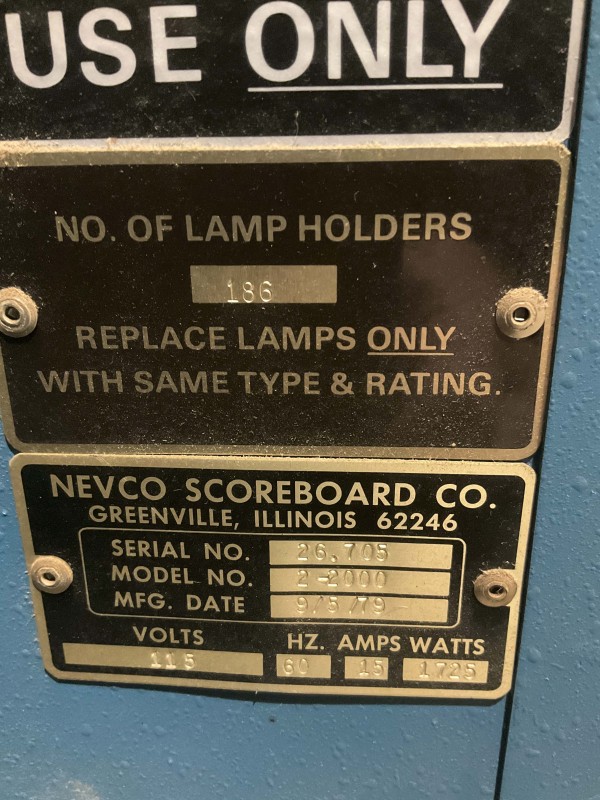 USE ONLY
NO. OF LAMP HOLDERS
186
REPLACE LAMPS ONLY
WITH SAME TYPE & RATING.
NEVCO SCOREBOARD CO.
GREENVILLE, ILLINOIS 62246
SERIAL NO. 26,705
MODEL NO. 2-2000
MFG. DATE 9/5/79
VOLTS HZ. AMPS WATTS
115 60 15 1725